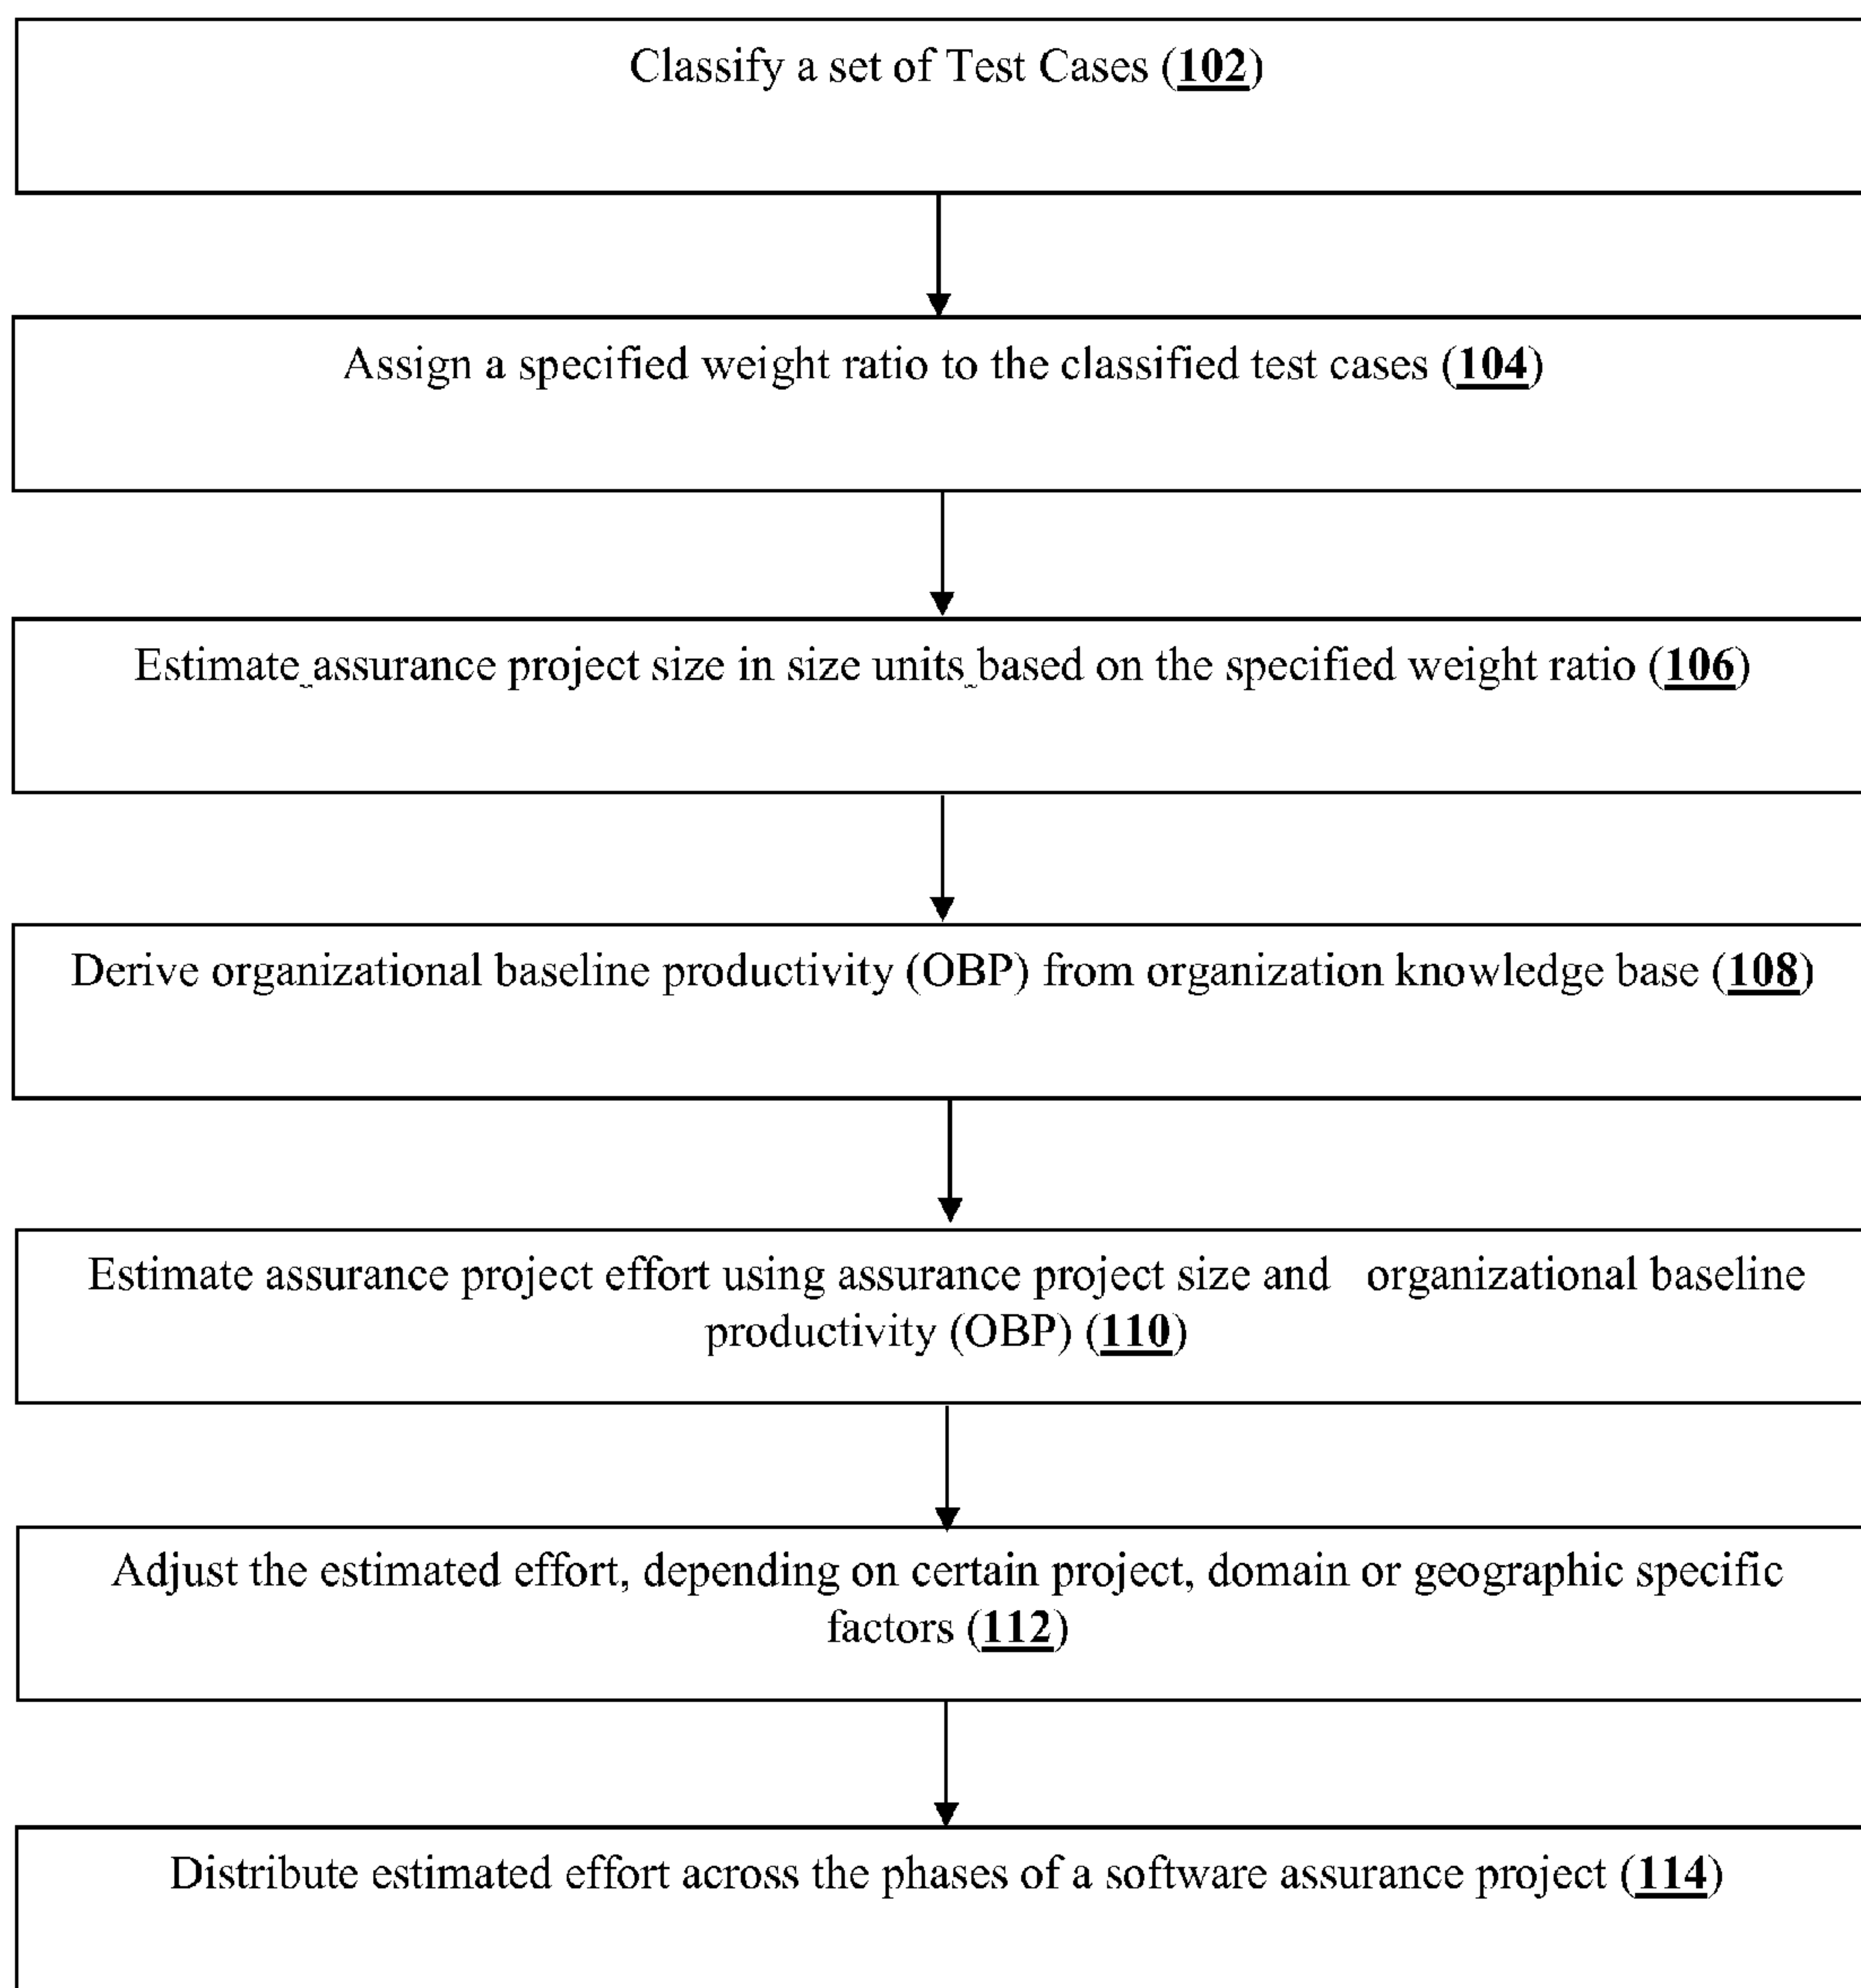 Classify a set of Test Cases (102)
Assign a specified weight ratio to the classified test cases (104)
Estimate assurance project size in size units based on the specified weight ratio (106)
Derive organizational baseline productivity (OBP) from organization knowledge base (108)
Estimate assurance project effort using assurance project size and organizational baseline
productivity (OBP) (110)
Adjust the estimated effort, depending on certain project, domain or geographic specific
factors (112)
Distribute estimated effort across the phases of a software assurance project (114)